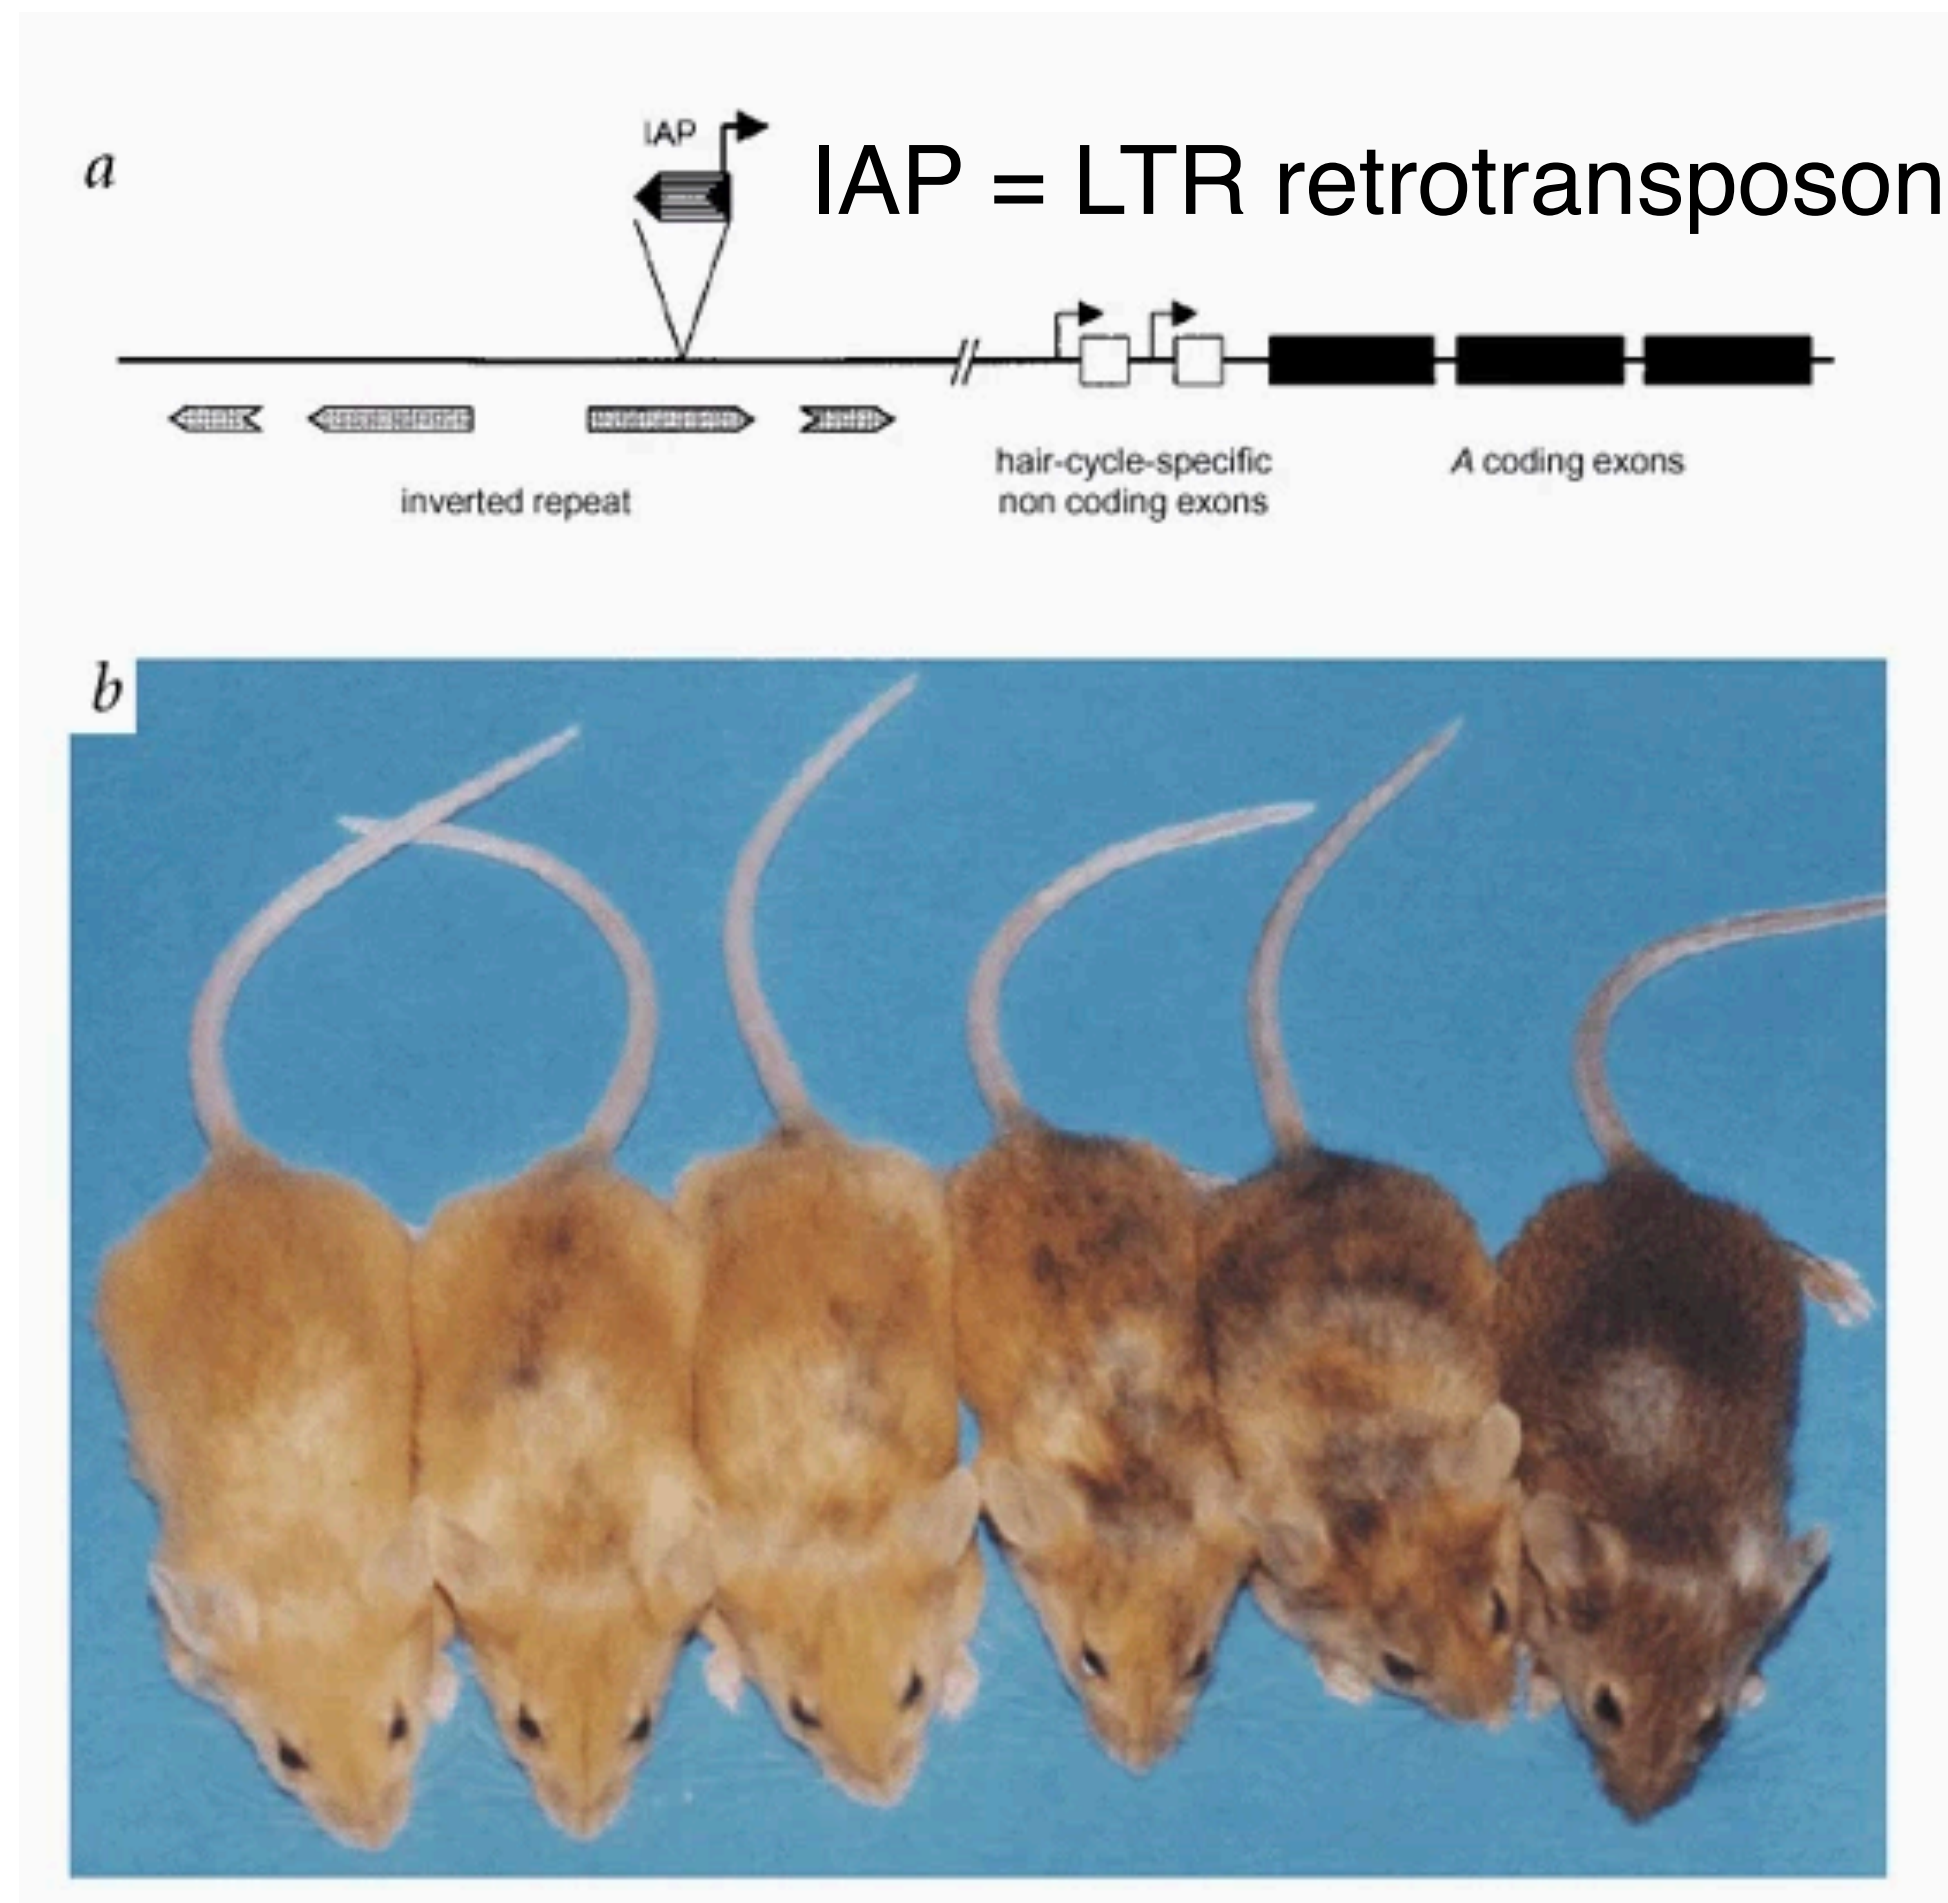 a
IAP
IAP = LTR retrotransposon
hair-cycle-specific
non coding exons
A coding exons
inverted repeat
b